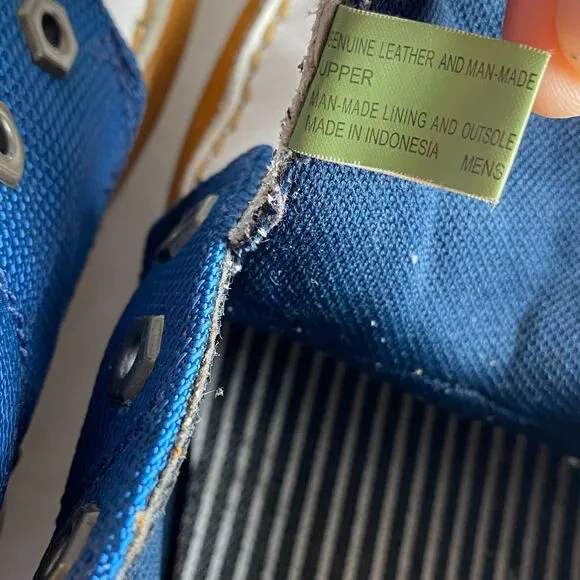 GENUINE LEATHER AND MAN-MADE
UPPER
MAN-MADE LINING AND OUTSOLE
MADE IN INDONESIA MENS